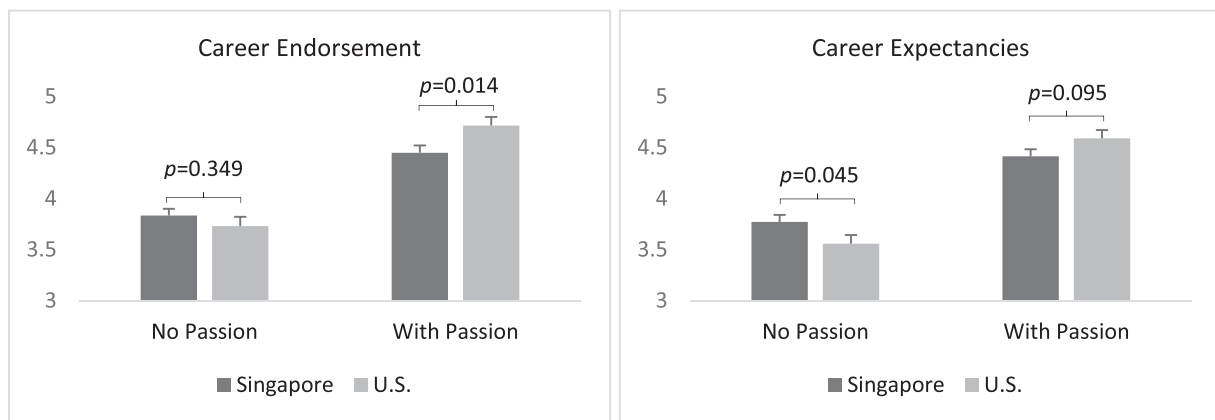 Career Endorsement
5
4.5
4
3.5
3
p=0.349
p=0.014
No Passion
With Passion
Singapore
U.S.
Career Expectancies
5
4.5
4
3.5
3
p=0.045
p=0.095
No Passion
With Passion
Singapore
U.S.